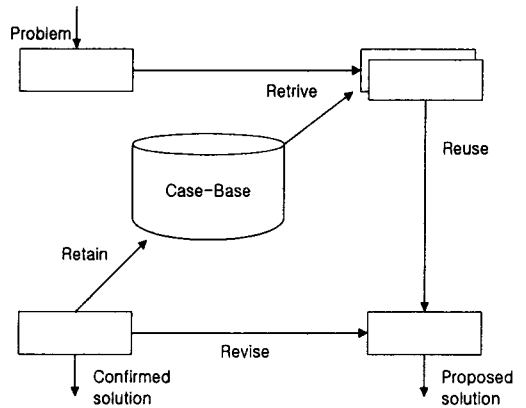 Problem
Retrive
Reuse
Case-Base
Retain
Revise
Confirmed
solution
Proposed
solution